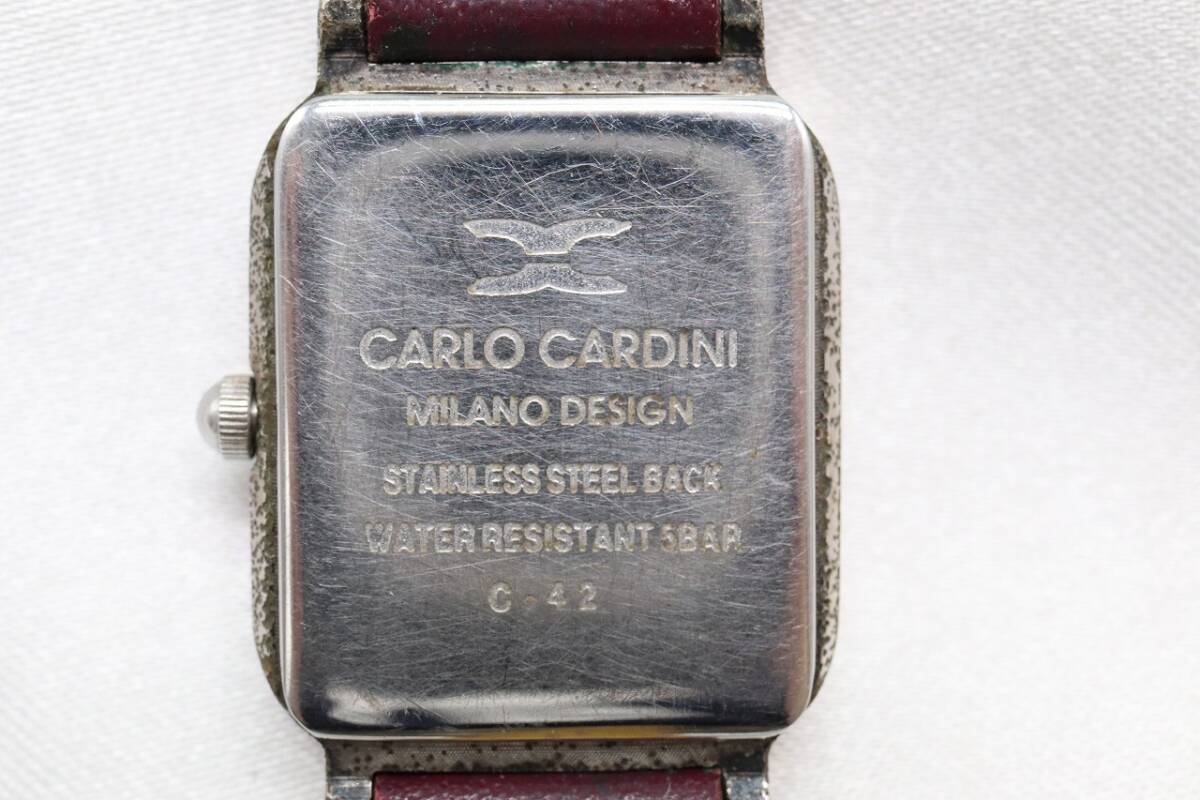 CARLO CARDINI
MILANO DESIGN
STAINLESS STEEL BACK
WATER RESISTANT 5BAR
C-42